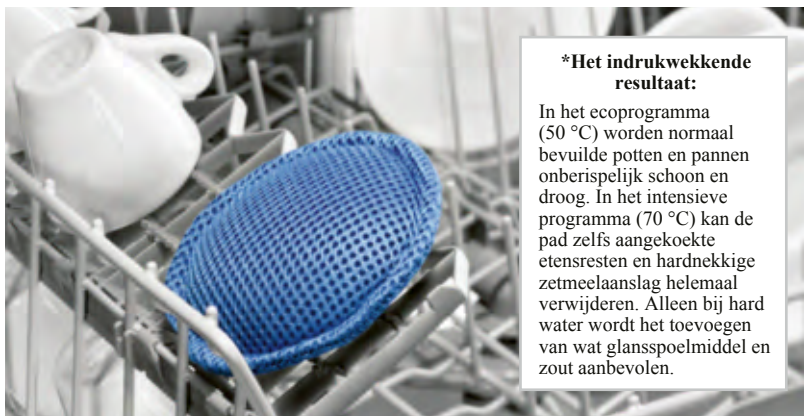 *Het indrukwekkende
resultaat:
In het ecoprogramma
(50 °C) worden normaal
bevuilde potten en pannen
onberispelijk schoon en
droog. In het intensieve
programma (70 °C) kan de
pad zelfs aangekoekte
etensresten en hardnekkige
zetmeelaanslag helemaal
verwijderen. Alleen bij hard
water wordt het toevoegen
van wat glansspoelmiddel en
zout aanbevolen.